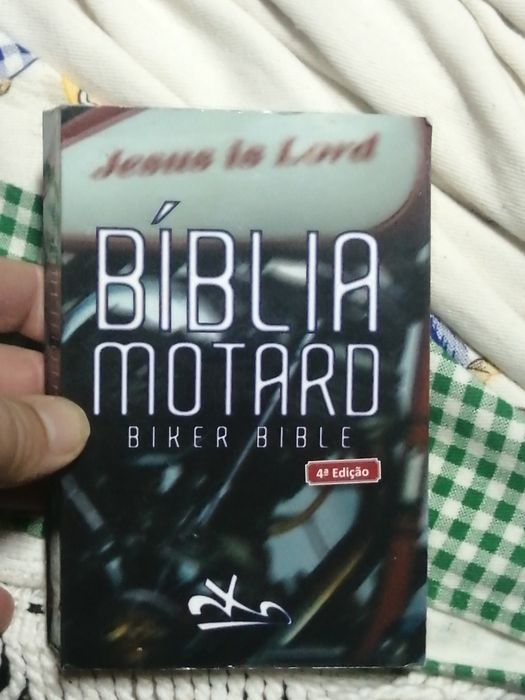 Jesus is Lord
BÍBLIA
MOTARD
BIKER BIBLE
4ª Edição